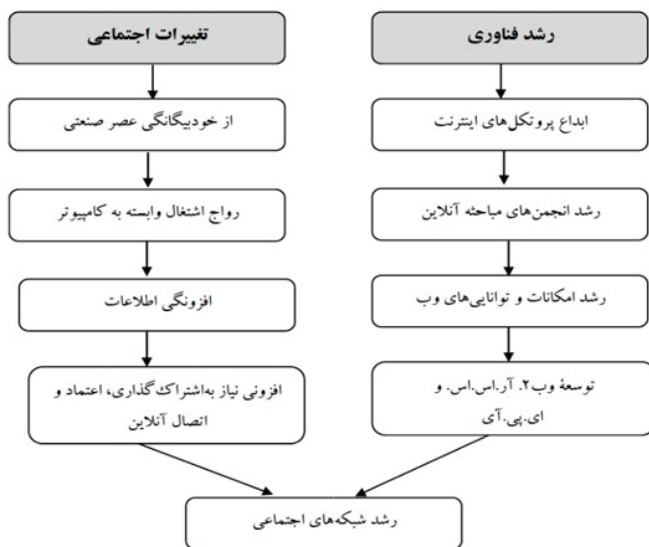 رشد فناوری
ابداع پروتکل‌های اینترنت
رشد انجمن‌های مباحثه آنلاین
رشد امکانات و توانایی‌های وب
توسعهٔ وب۲. آر.اس.اس. و
ای.پی.آی
تغییرات اجتماعی
از خودبیگانگی عصر صنعتی
رواج اشتغال وابسته به کامپیوتر
افزونگی اطلاعات
افزونی نیاز به‌اشتراک‌گذاری، اعتماد و
اتصال آنلاین
رشد شبکه‌های اجتماعی